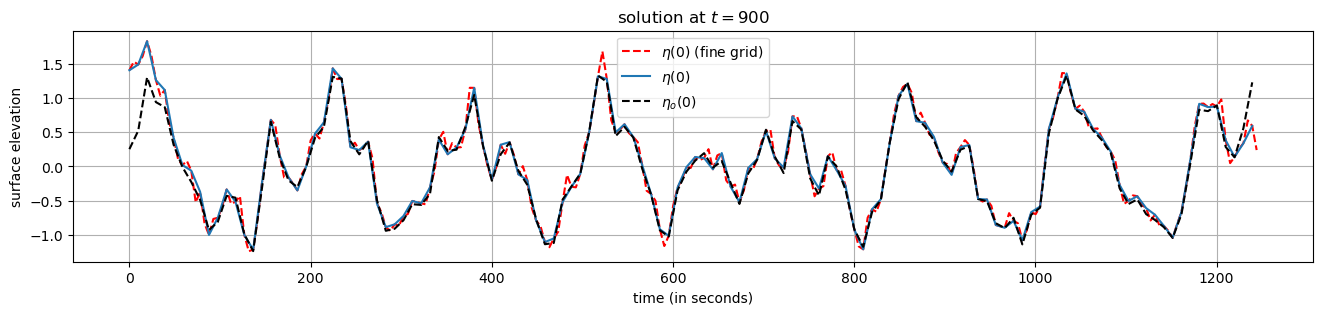 solution at t = 900
surface elevation
1.5
1.0
0.5
0.0
−0.5
−1.0
η(0) (fine grid)
η(0)
ηₒ(0)
0 200 400 600 800 1000 1200
time (in seconds)